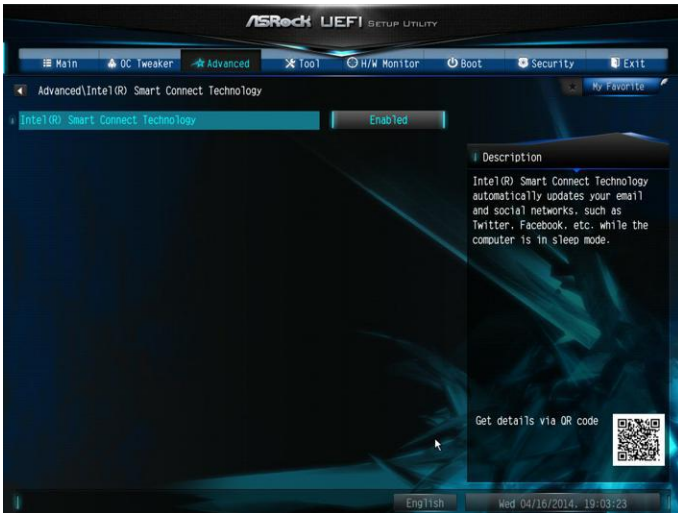 ASRock UEFI SETUP UTILITY
Main OC Tweaker Advanced Tool H/W Monitor Boot Security Exit
Advanced\Intel(R) Smart Connect Technology
My Favorite
Intel(R) Smart Connect Technology Enabled
Description
Intel(R) Smart Connect Technology
automatically updates your email
and social networks, such as
Twitter, Facebook, etc. while the
computer is in sleep mode.
Get details via QR code
English Wed 04/16/2014, 19:03:23